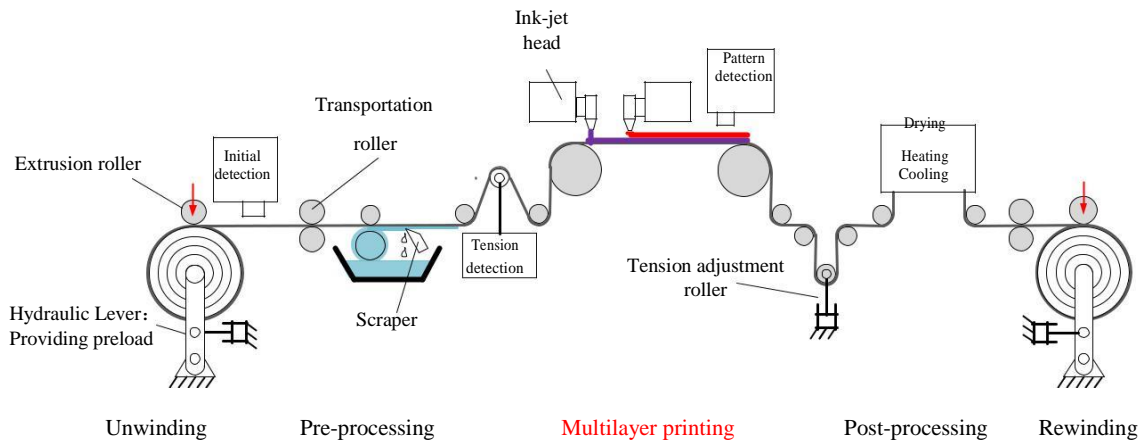 Ink-jet
head
Pattern
detection
Transportation
roller
Drying
Heating
Cooling
Initial
detection
Extrusion roller
Tension
detection
Tension adjustment
roller
Scraper
Hydraulic Lever：
Providing preload
Unwinding
Pre-processing
Multilayer printing
Post-processing
Rewinding